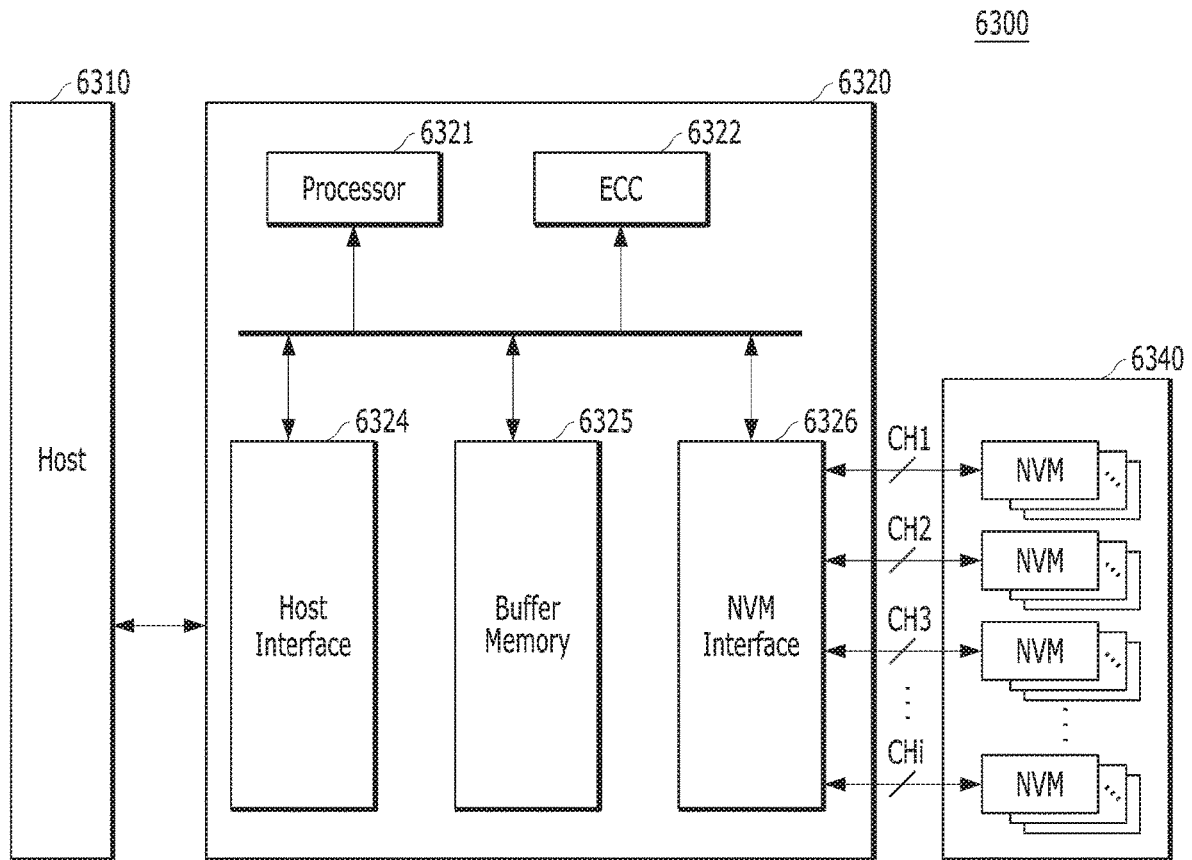 6300
6310
6320
6321
6322
Processor
ECC
6340
6324
6325
6326
CH1
NVM
Host
CH2
NVM
Host
Interface
Buffer
Memory
NVM
Interface
CH3
NVM
CHi
NVM